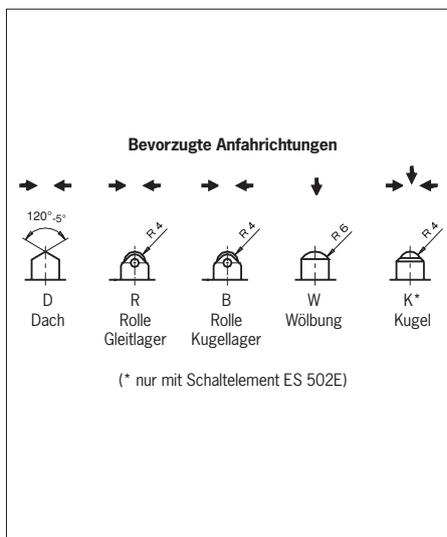 Bevorzugte Anfahrichtungen
120°-5° R 4 R 4 R 6 R 4
D R B W K*
Dach Rolle Rolle Wölbung Kugel
Gleitlager Kugellager
(* nur mit Schaltelement ES 502E)